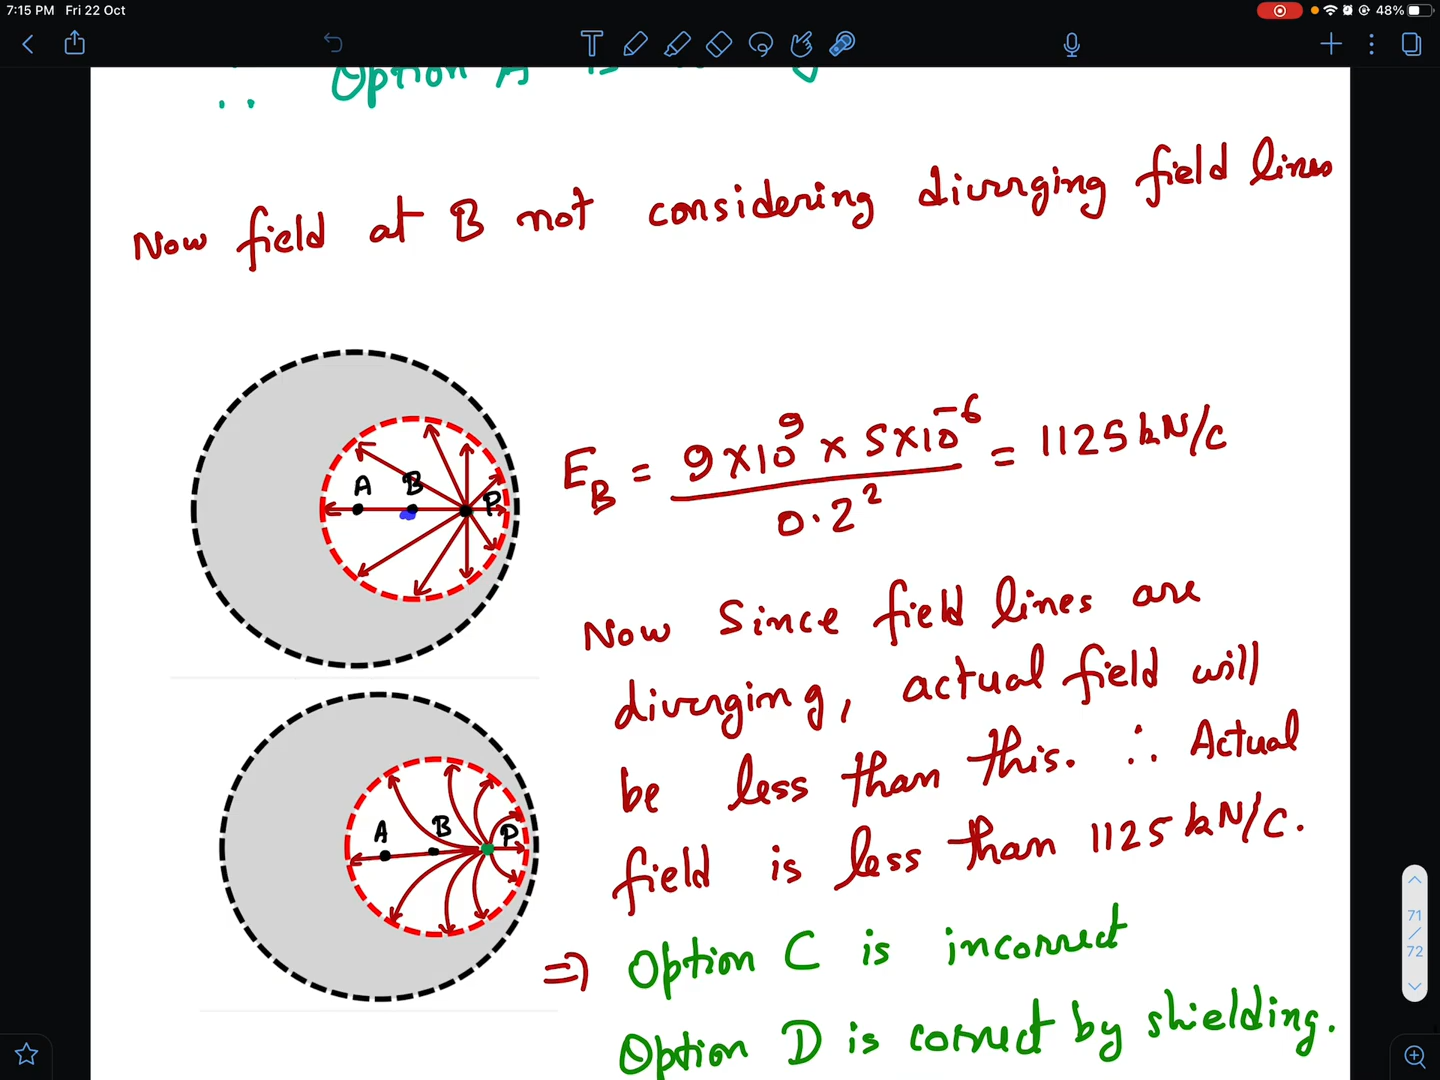 7:15 PM Fri 22 Oct
48%
∴ Option A is
Now field at B not considering diverging field lines
A B P
E_B = 9×10^9 × 5×10^-6 / 0.2^2 = 1125 kN/C
Now Since field lines are
diverging, actual field will
be less than this. ∴ Actual
field is less than 1125 kN/C.
A B P
⇒ Option C is incorrect
Option D is correct by shielding.
71
/
72